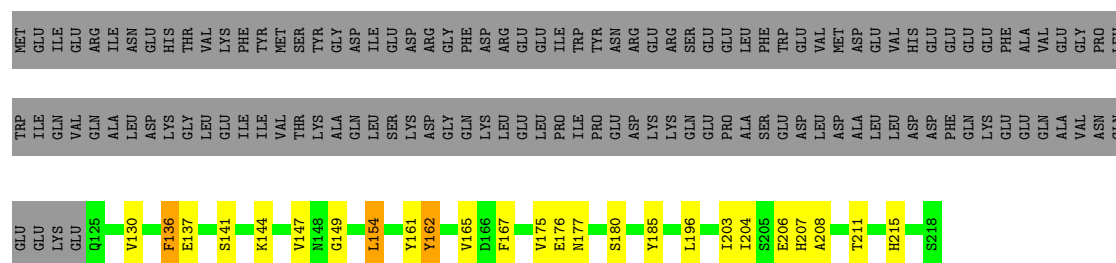 MET GLU ILE GLU ARG ILE ASN GLU HIS THR VAL LYS PHE TYR MET SER TYR GLY ASP ILE GLU ASP ARG GLY PHE ASP ARG GLU GLU ILE TRP TYR ASN ARG GLU ARG SER GLU GLU LEU PHE TRP GLU VAL MET ASP GLU VAL HIS GLU GLU GLU GLU PHE ALA VAL GLU GLY PRO
TRP ILE GLN VAL GLN ALA LEU ASP LYS GLY LEU GLU ILE ILE VAL THR LYS ALA GLN LEU SER LYS ASP GLY GLN LYS LEU GLU LEU PRO ILE PRO GLU ASP LYS LYS GLN GLU PRO ALA SER GLU ASP LEU ASP ALA LEU LEU ASP ASP PHE GLN LYS GLU GLU GLN ALA VAL ASN
GLU GLU LYS GLU Q125 V130 F136 E137 S141 K144 V147 N148 G149 L154 Y161 Y162 V165 D166 F167 V175 E176 N177 S180 Y185 L196 I203 I204 S205 E206 H207 A208 T211 H215 S218